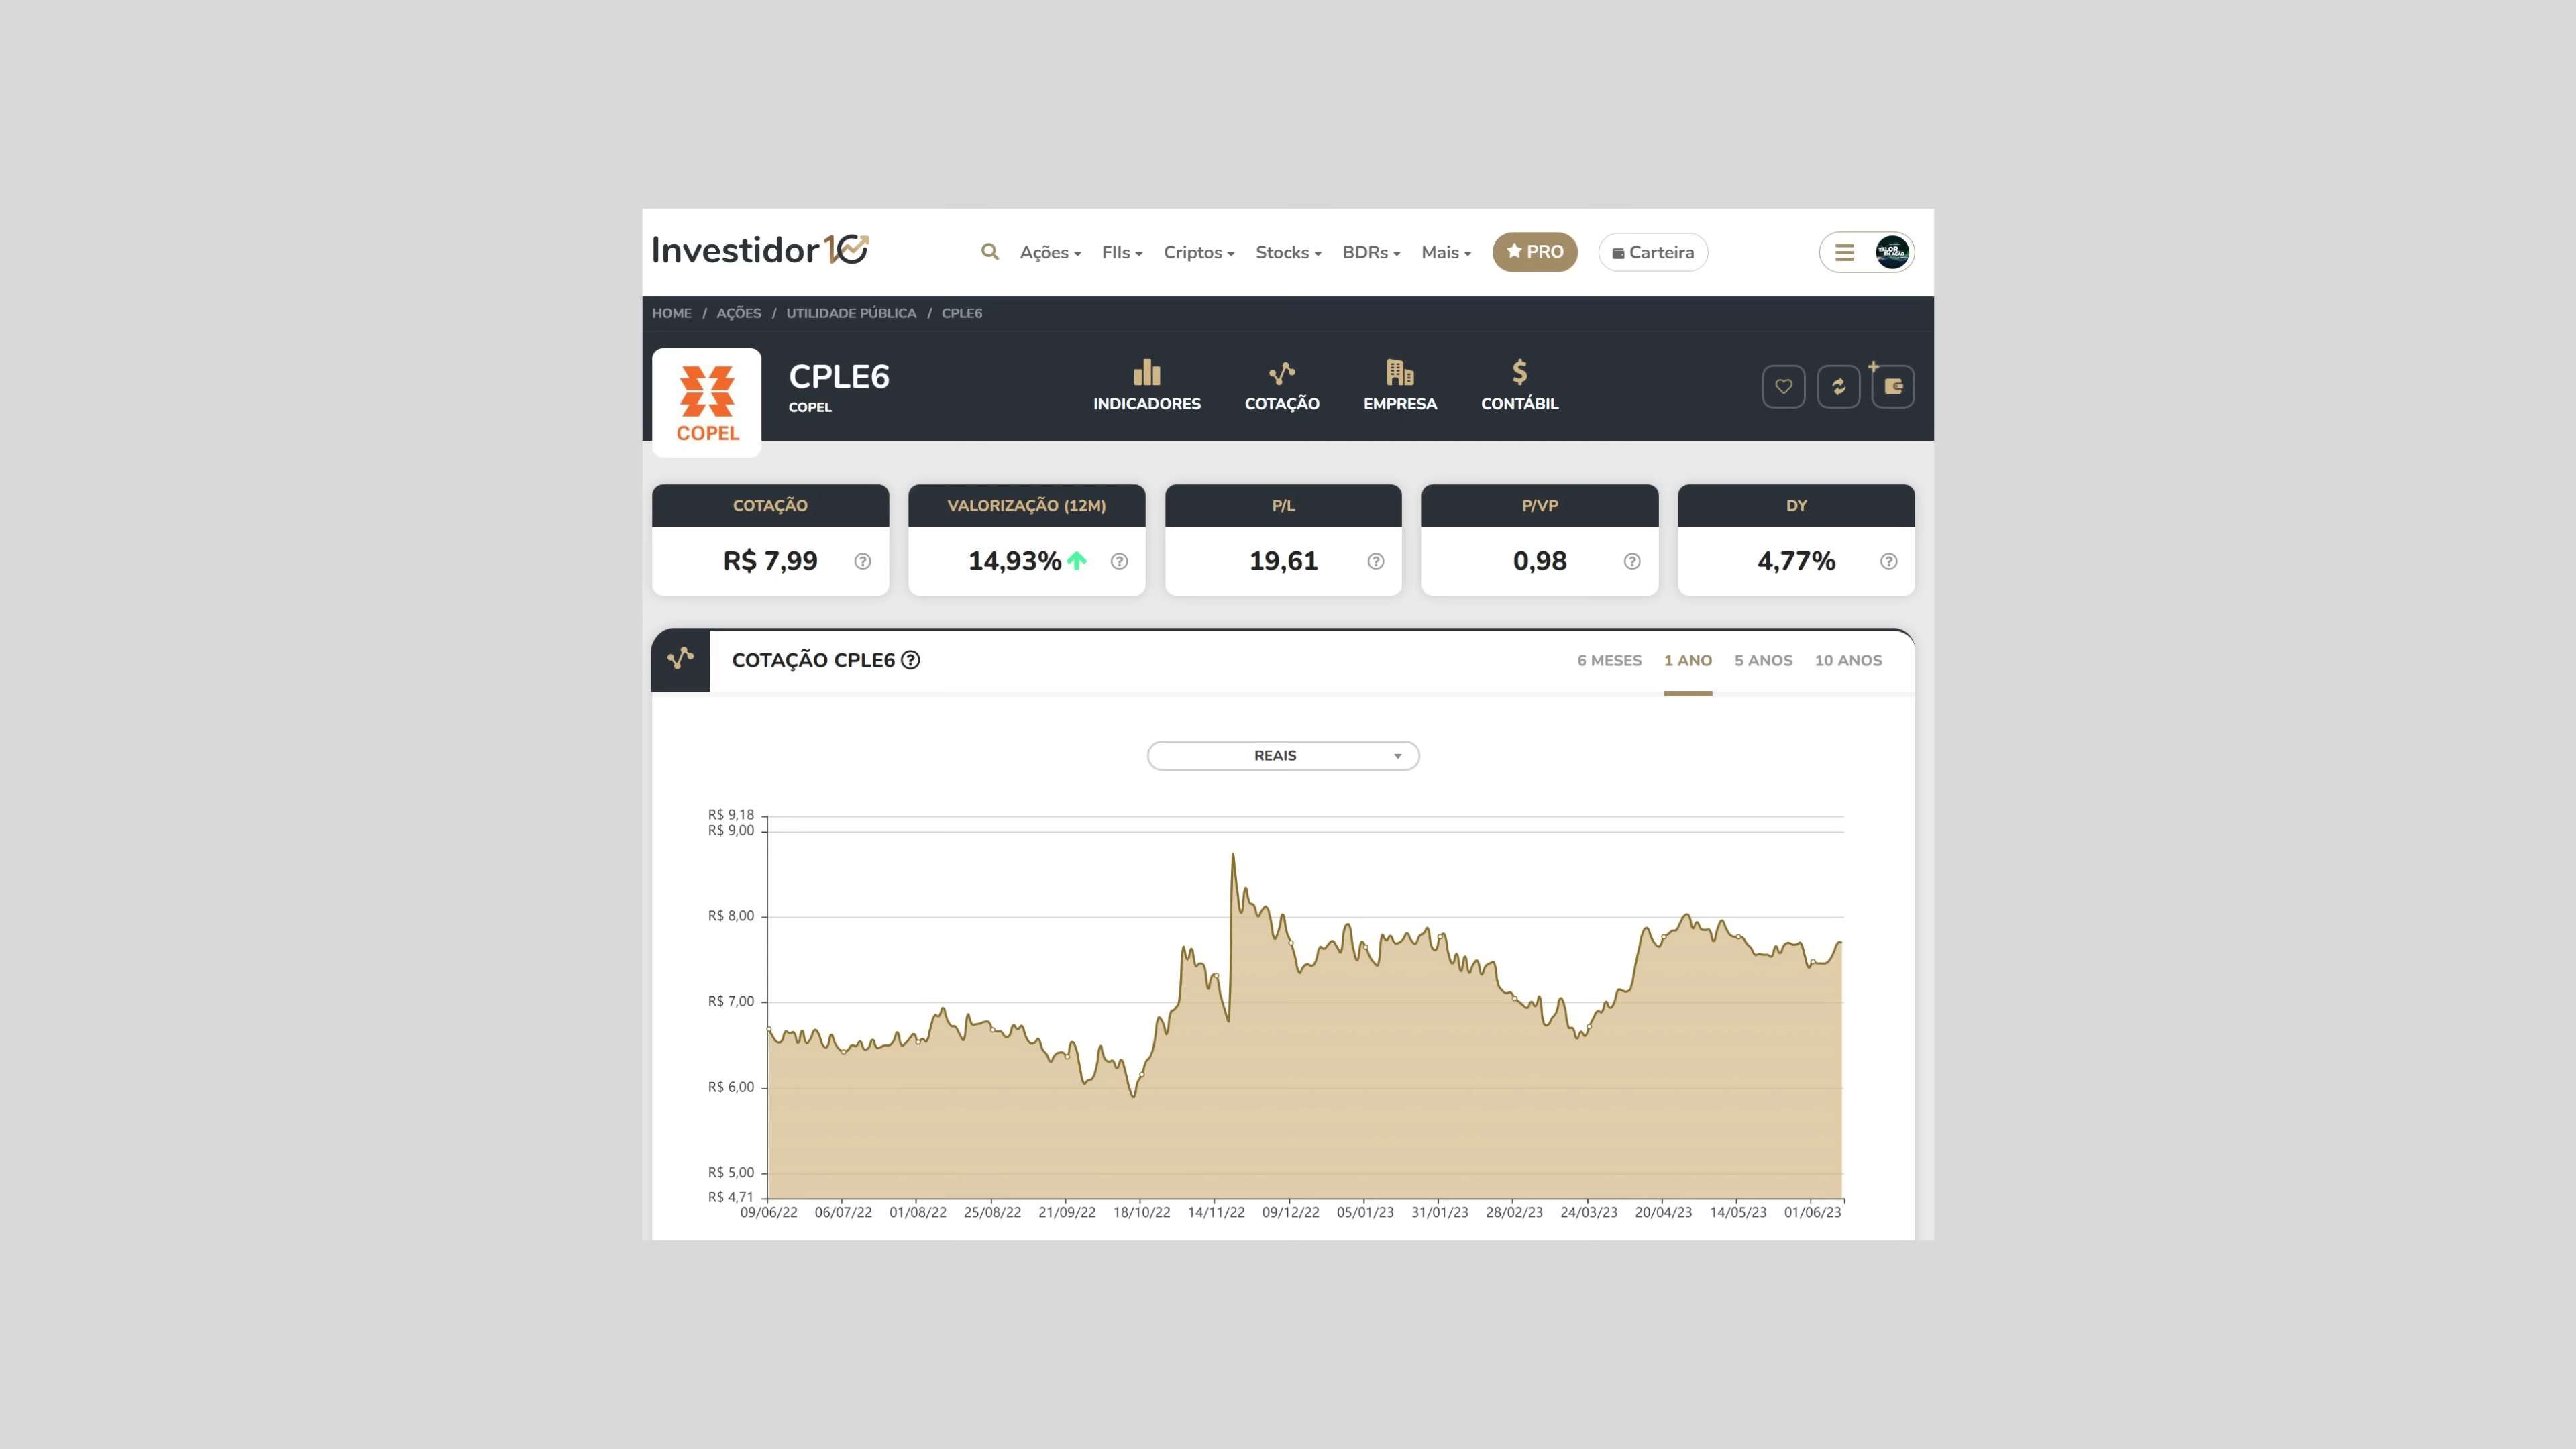 Investidor 10
Ações FIIs Criptos Stocks BDRs Mais PRO Carteira
VALOR EM AÇÃO
HOME / AÇÕES / UTILIDADE PÚBLICA / CPLE6
COPEL
CPLE6
COPEL
INDICADORES COTAÇÃO EMPRESA CONTÁBIL
COTAÇÃO
R$ 7,99
VALORIZAÇÃO (12M)
14,93%
P/L
19,61
P/VP
0,98
DY
4,77%
COTAÇÃO CPLE6
6 MESES 1 ANO 5 ANOS 10 ANOS
REAIS
R$ 9,18
R$ 9,00
R$ 8,00
R$ 7,00
R$ 6,00
R$ 5,00
R$ 4,71
09/06/22 06/07/22 01/08/22 25/08/22 21/09/22 18/10/22 14/11/22 09/12/22 05/01/23 31/01/23 28/02/23 24/03/23 20/04/23 14/05/23 01/06/23